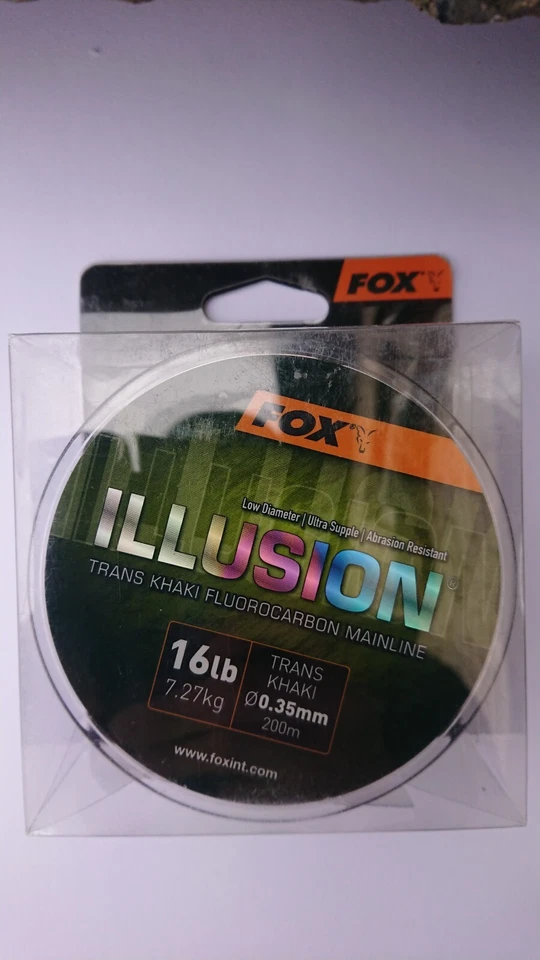 FOX
FOX
Low Diameter | Ultra Supple | Abrasion Resistant
ILLUSION®
TRANS KHAKI FLUOROCARBON MAINLINE
16lb
7.27kg
TRANS
KHAKI
Ø0.35mm
200m
www.foxint.com